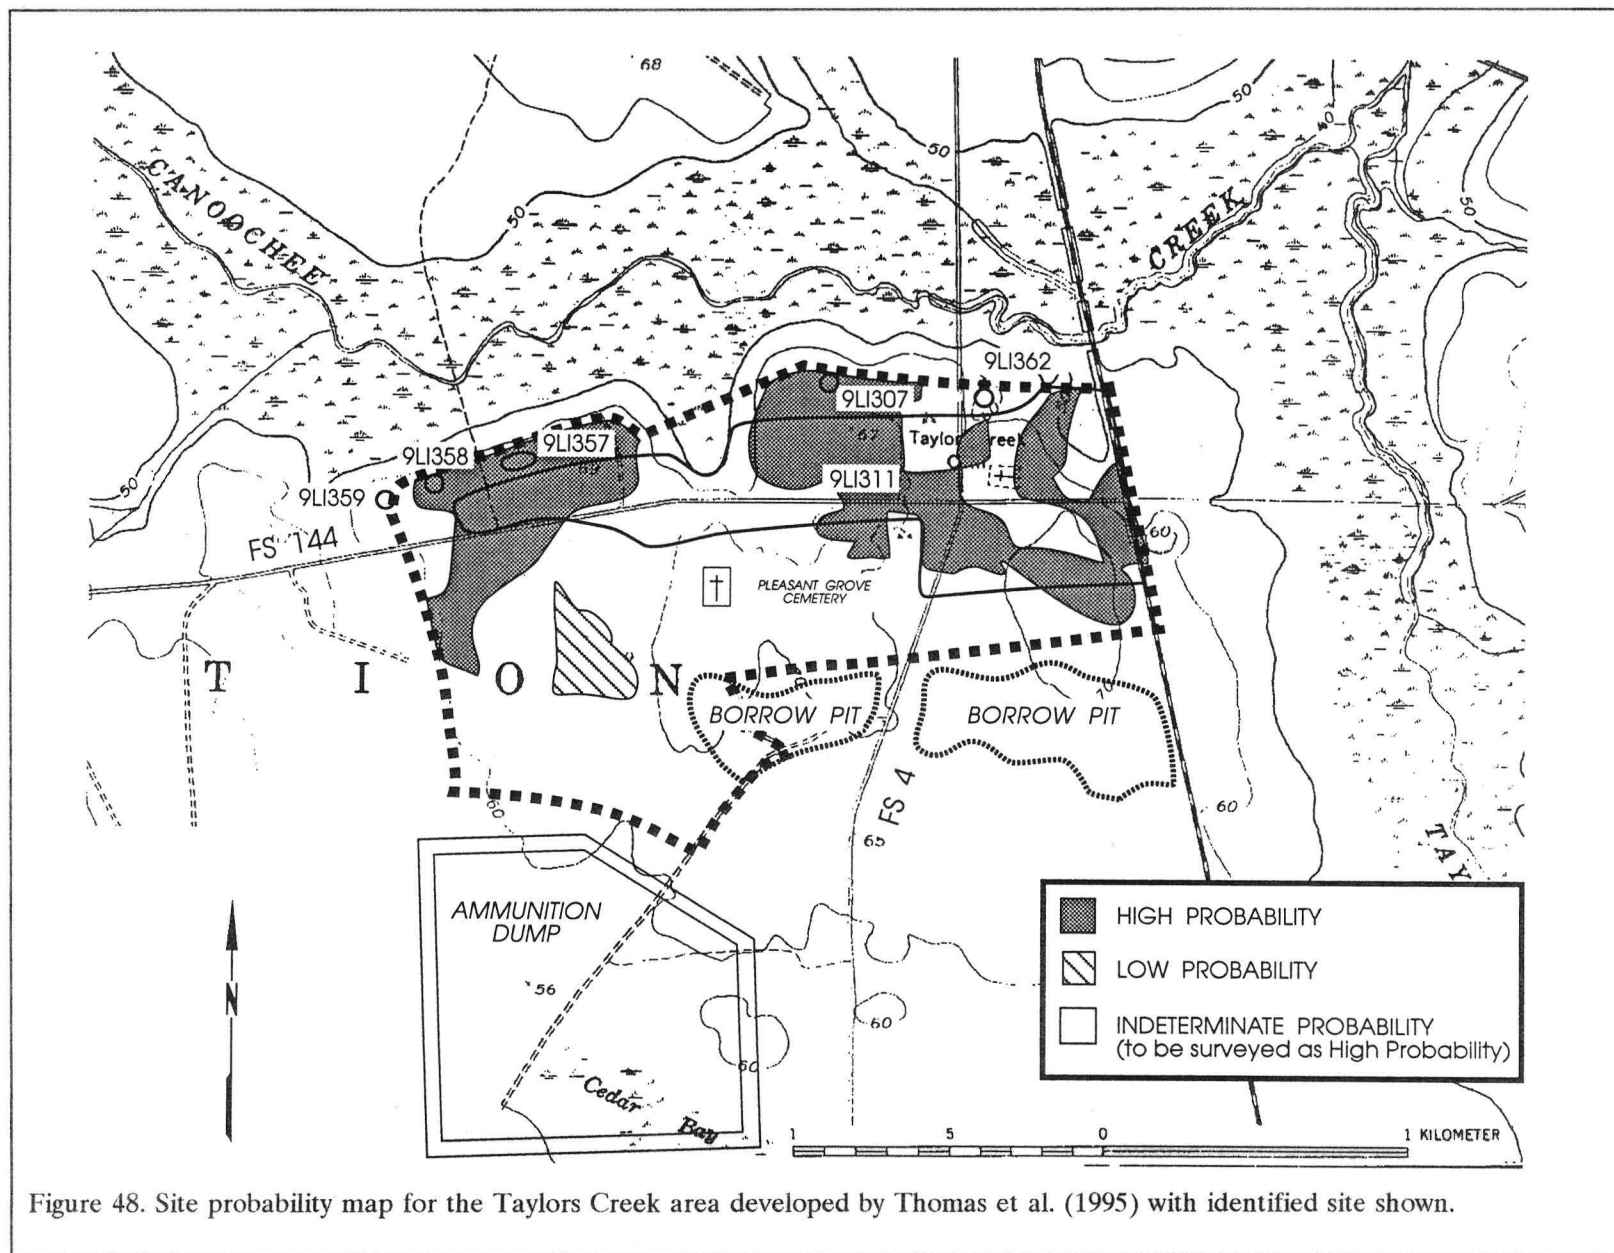 68
50
50
50
40
50
CANOOCHEE
CREEK
9LI362
9LI307
67
Taylors Creek
9LI357
9LI358
9LI311
9LI359
50
FS 144
60
PLEASANT GROVE
CEMETERY
T I O N
70
BORROW PIT
BORROW PIT
60
60
65
FS 4
TAY
AMMUNITION
DUMP
56
60
60
Cedar
Bay
N
HIGH PROBABILITY
LOW PROBABILITY
INDETERMINATE PROBABILITY
(to be surveyed as High Probability)
1 5 0 1 KILOMETER
Figure 48. Site probability map for the Taylors Creek area developed by Thomas et al. (1995) with identified site shown.